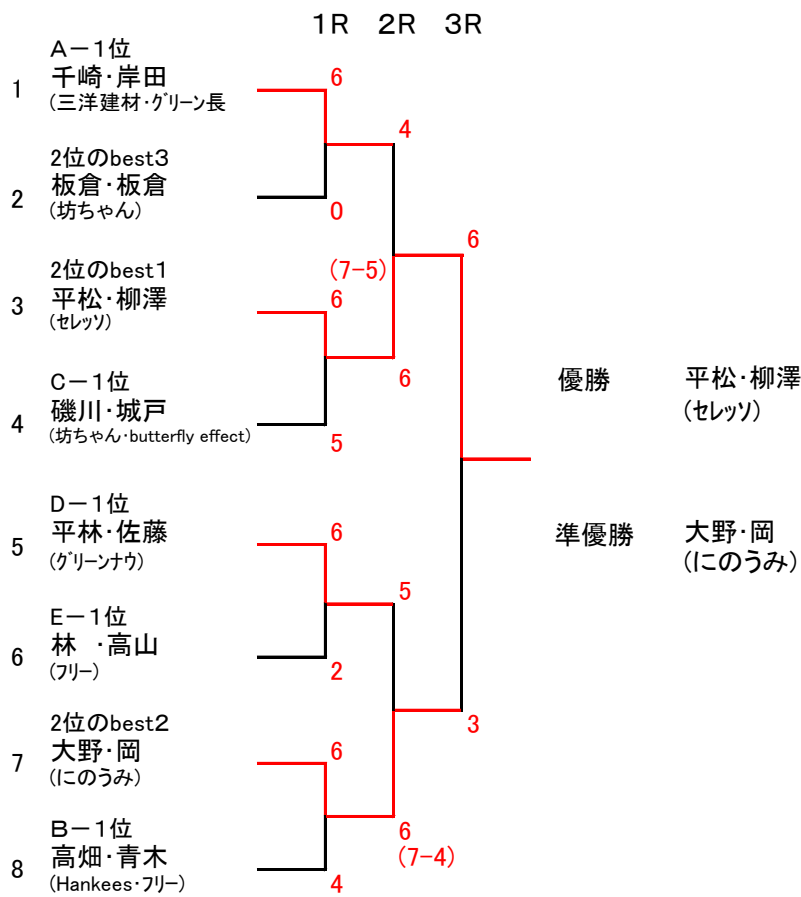 1R 2R 3R
A－1位
1 千崎・岸田
(三洋建材・グリーン長
6
4
2位のbest3
2 板倉・板倉
(坊ちゃん)
0
6
2位のbest1
(7-5)
3 平松・柳澤
(セレッソ)
6
6
C－1位
4 磯川・城戸
(坊ちゃん・butterfly effect)
5
優勝 平松・柳澤
(セレッソ)
D－1位
5 平林・佐藤
(グリーンナウ)
6
5
準優勝 大野・岡
(にのうみ)
E－1位
6 林 ・高山
(フリー)
2
3
2位のbest2
7 大野・岡
(にのうみ)
6
6
(7-4)
B－1位
8 高畑・青木
(Hankees・フリー)
4